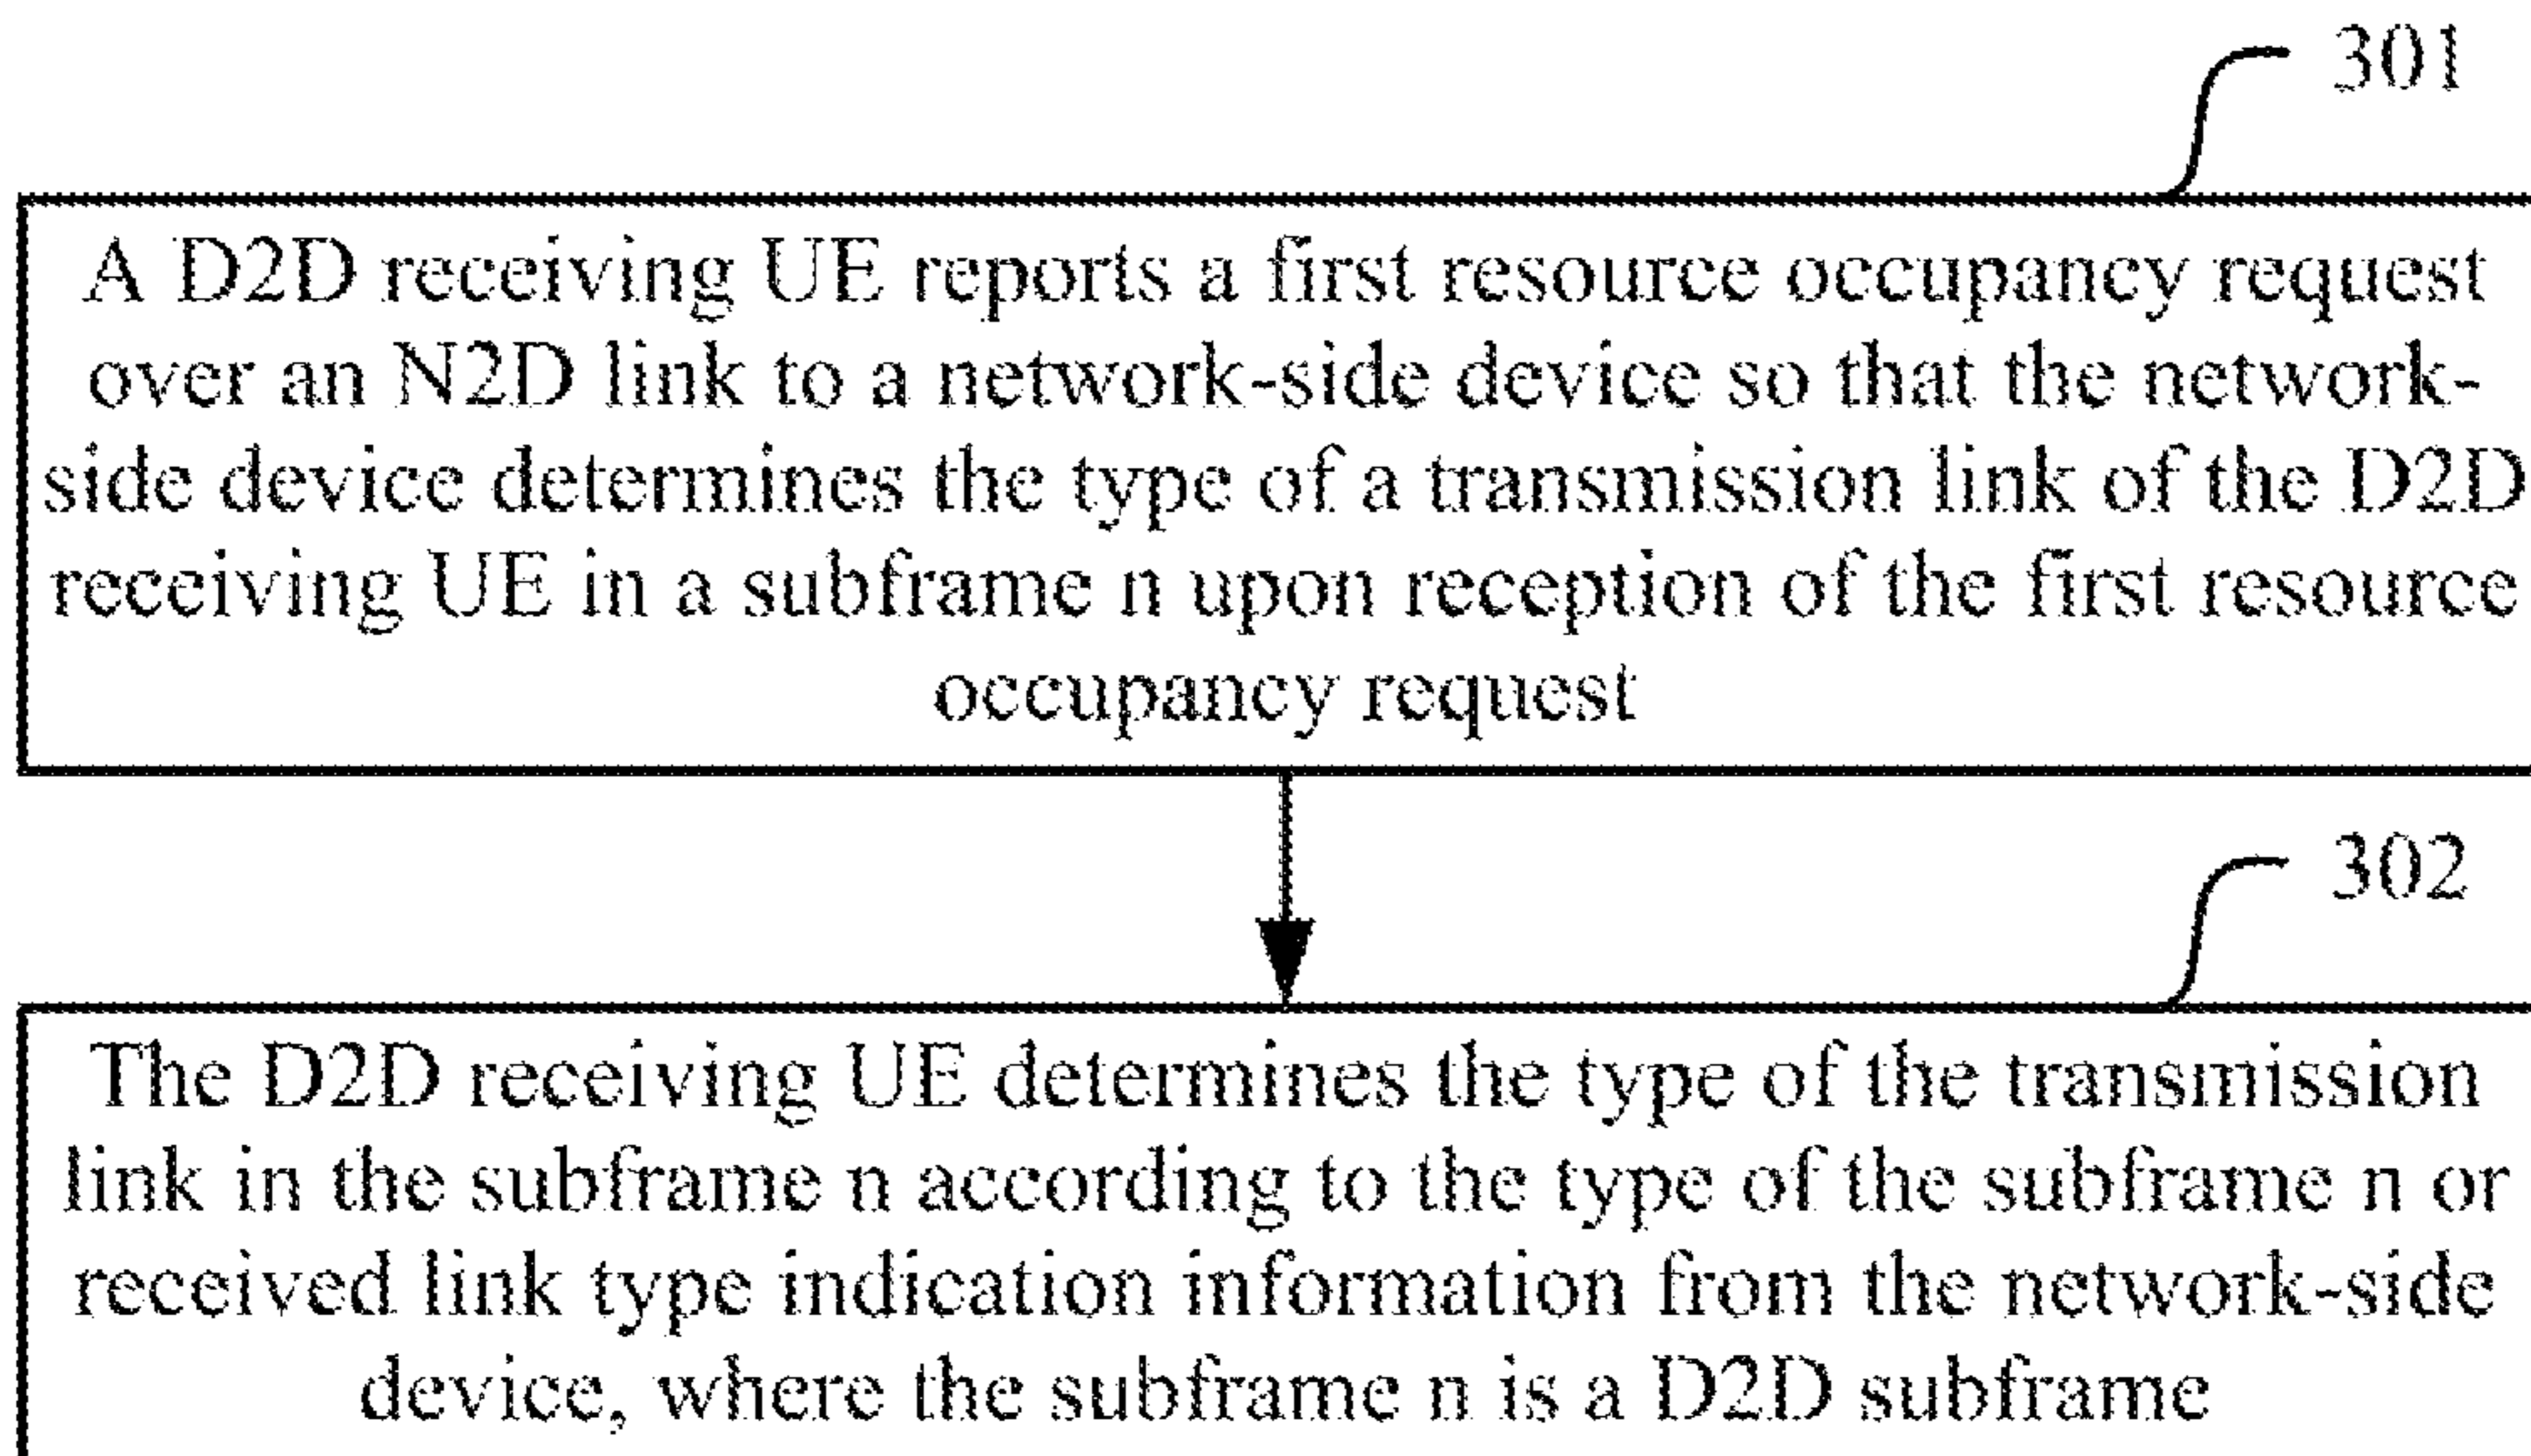 301
A D2D receiving UE reports a first resource occupancy request
over an N2D link to a network-side device so that the network-
side device determines the type of a transmission link of the D2D
receiving UE in a subframe n upon reception of the first resource
occupancy request
302
The D2D receiving UE determines the type of the transmission
link in the subframe n according to the type of the subframe n or
received link type indication information from the network-side
device, where the subframe n is a D2D subframe